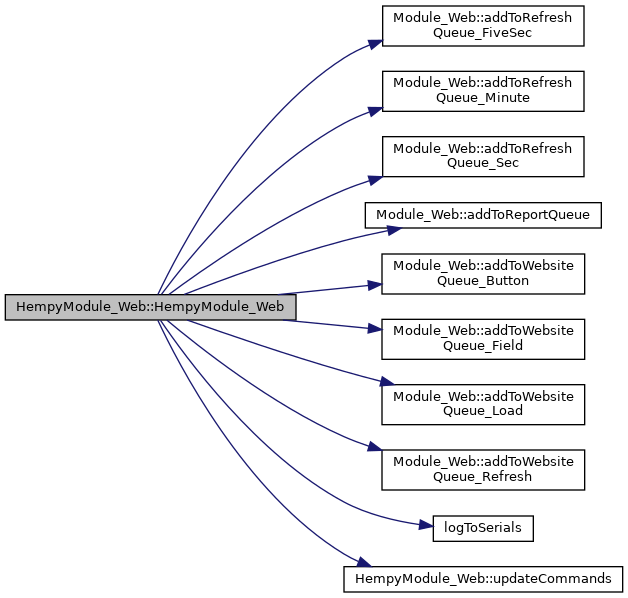 Module_Web::addToRefresh
Queue_FiveSec
Module_Web::addToRefresh
Queue_Minute
Module_Web::addToRefresh
Queue_Sec
Module_Web::addToReportQueue
Module_Web::addToWebsite
Queue_Button
HempyModule_Web::HempyModule_Web
Module_Web::addToWebsite
Queue_Field
Module_Web::addToWebsite
Queue_Load
Module_Web::addToWebsite
Queue_Refresh
logToSerials
HempyModule_Web::updateCommands